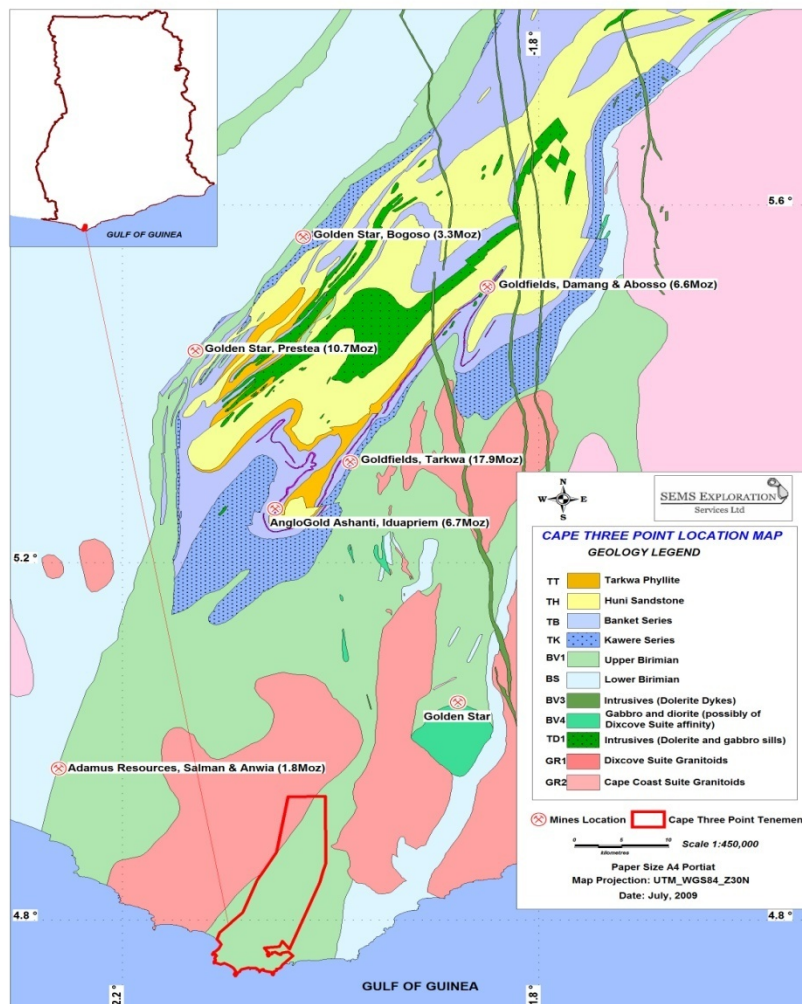 -1.8 °
GULF OF GUINEA
5.6 °
Golden Star, Bogoso (3.3Moz)
Goldfields, Damang & Abosso (6.6Moz)
Golden Star, Prestea (10.7Moz)
Goldfields, Tarkwa (17.9Moz)
AngloGold Ashanti, Iduapriem (6.7Moz)
5.2 °
Golden Star
Adamus Resources, Salman & Anwia (1.8Moz)
N
W E
S
SEMS EXPLORATION
Services Ltd
CAPE THREE POINT LOCATION MAP
GEOLOGY LEGEND
TT Tarkwa Phyllite
TH Huni Sandstone
TB Banket Series
TK Kawere Series
BV1 Upper Birimian
BS Lower Birimian
BV3 Intrusives (Dolerite Dykes)
BV4 Gabbro and diorite (possibly of
Dixcove Suite affinity)
TD1 Intrusives (Dolerite and gabbro sills)
GR1 Dixcove Suite Granitoids
GR2 Cape Coast Suite Granitoids
Mines Location Cape Three Point Tenement
0 5 10
kilometres
Scale 1:450,000
Paper Size A4 Portiat
Map Projection: UTM_WGS84_Z30N
Date: July, 2009
4.8 °
4.8 °
2.2 °
1.8 °
GULF OF GUINEA